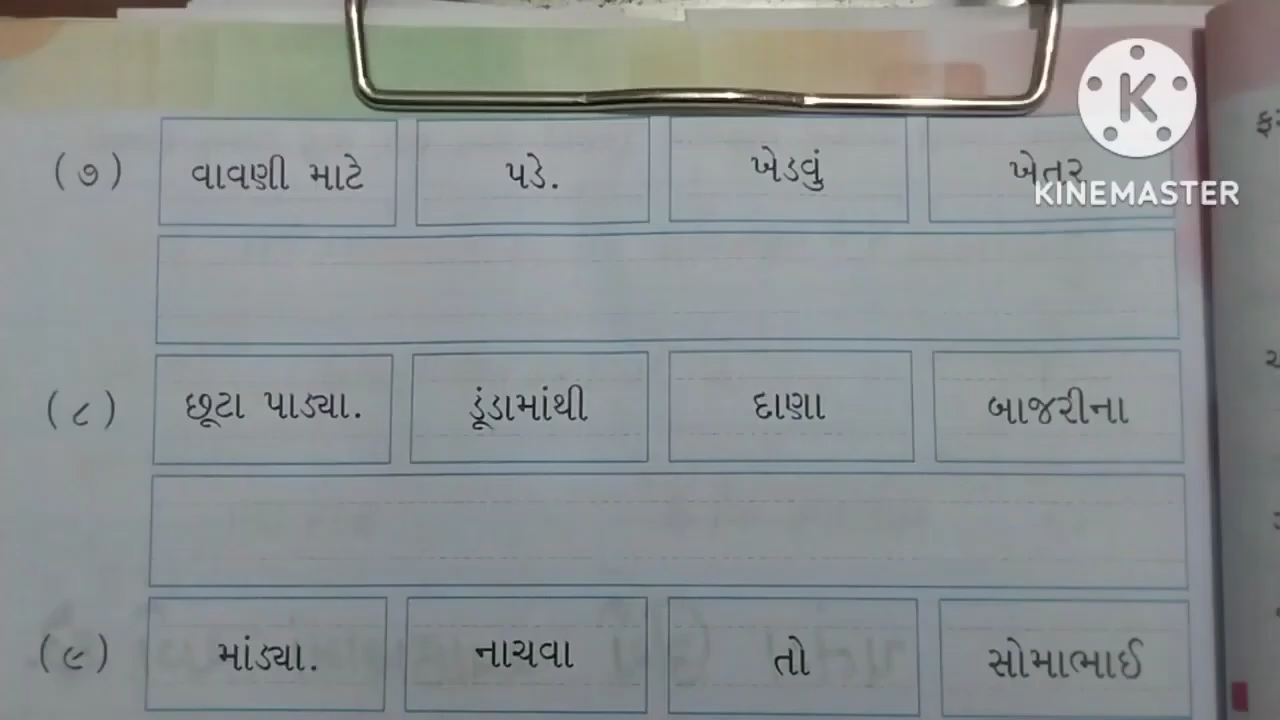 (૭) વાવણી માટે પડે. ખેડવું ખેતર
K
KINEMASTER
(૮) છૂટા પાડ્યા. ડૂંડામાંથી દાણા બાજરીના
(૯) માંડ્યા. નાચવા તો સોમાભાઈ